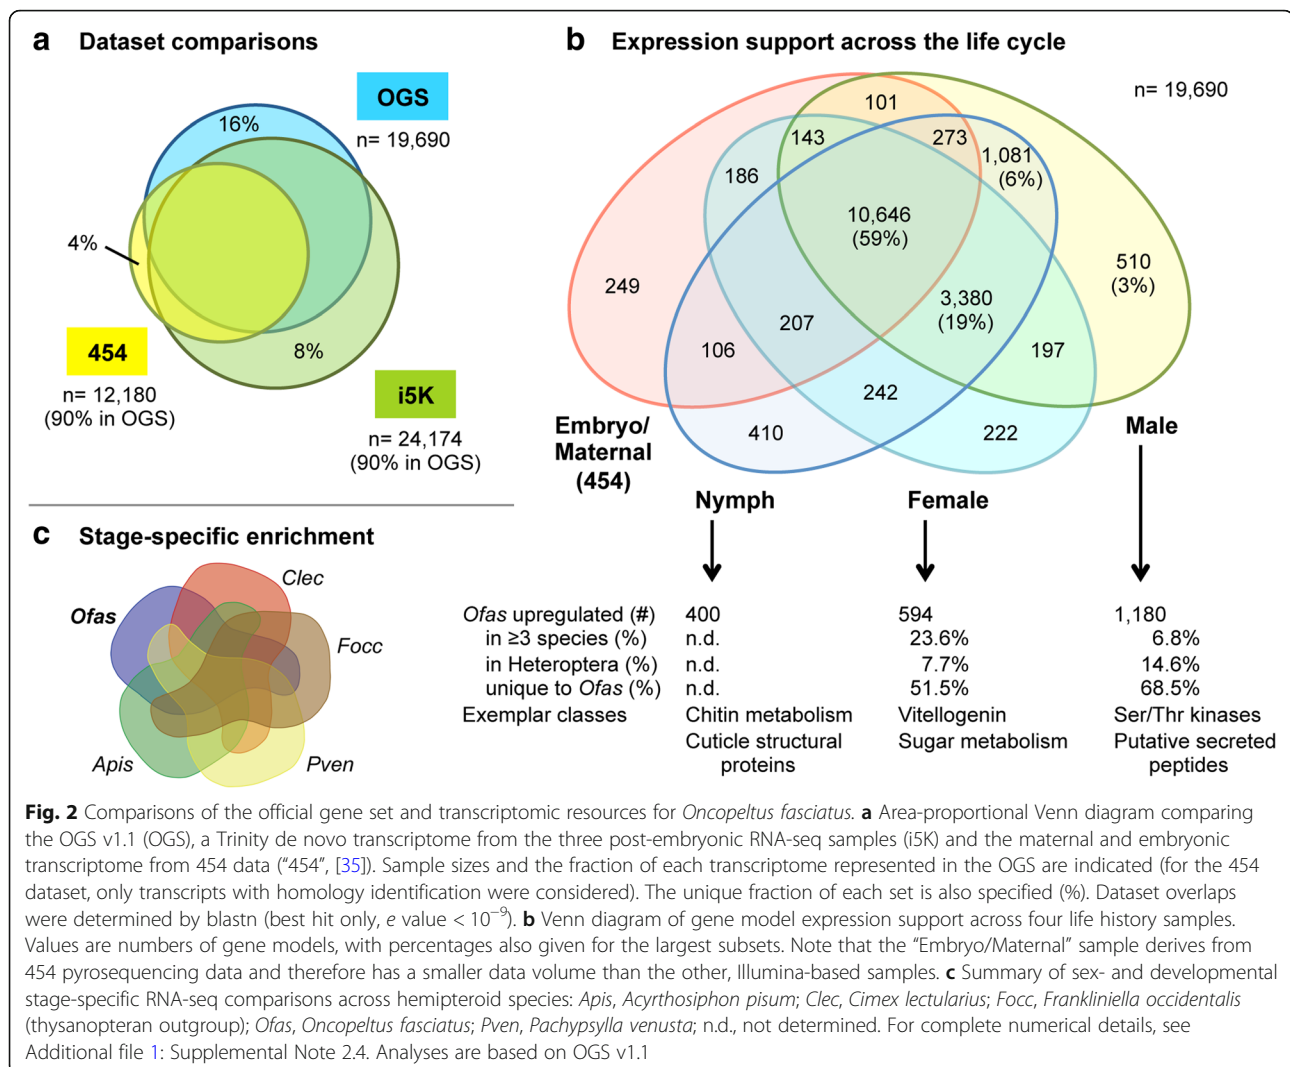 a Dataset comparisons
OGS
n= 19,690
16%
4%
454
n= 12,180
(90% in OGS)
8%
i5K
n= 24,174
(90% in OGS)
b Expression support across the life cycle
n= 19,690
101
143
273
1,081
(6%)
186
10,646
(59%)
510
(3%)
249
3,380
(19%)
207
106
197
242
410
222
Embryo/
Maternal
(454)
Nymph
Female
Male
c Stage-specific enrichment
Clec
Ofas
Focc
Apis
Pven
Ofas upregulated (#) 400 594 1,180
in ≥3 species (%) n.d. 23.6% 6.8%
in Heteroptera (%) n.d. 7.7% 14.6%
unique to Ofas (%) n.d. 51.5% 68.5%
Exemplar classes Chitin metabolism Vitellogenin Ser/Thr kinases
Cuticle structural Sugar metabolism Putative secreted
proteins peptides
Fig. 2 Comparisons of the official gene set and transcriptomic resources for Oncopeltus fasciatus. a Area-proportional Venn diagram comparing
the OGS v1.1 (OGS), a Trinity de novo transcriptome from the three post-embryonic RNA-seq samples (i5K) and the maternal and embryonic
transcriptome from 454 data (“454”, [35]). Sample sizes and the fraction of each transcriptome represented in the OGS are indicated (for the 454
dataset, only transcripts with homology identification were considered). The unique fraction of each set is also specified (%). Dataset overlaps
were determined by blastn (best hit only, e value < 10−9). b Venn diagram of gene model expression support across four life history samples.
Values are numbers of gene models, with percentages also given for the largest subsets. Note that the “Embryo/Maternal” sample derives from
454 pyrosequencing data and therefore has a smaller data volume than the other, Illumina-based samples. c Summary of sex- and developmental
stage-specific RNA-seq comparisons across hemipteroid species: Apis, Acyrthosiphon pisum; Clec, Cimex lectularius; Focc, Frankliniella occidentalis
(thysanopteran outgroup); Ofas, Oncopeltus fasciatus; Pven, Pachypsylla venusta; n.d., not determined. For complete numerical details, see
Additional file 1: Supplemental Note 2.4. Analyses are based on OGS v1.1